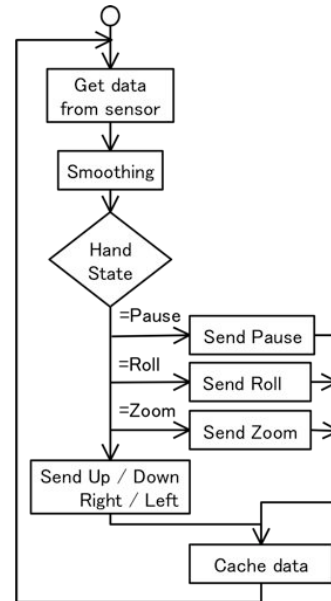 Get data
from sensor
Smoothing
Hand
State
=Pause
Send Pause
=Roll
Send Roll
=Zoom
Send Zoom
Send Up / Down
Right / Left
Cache data